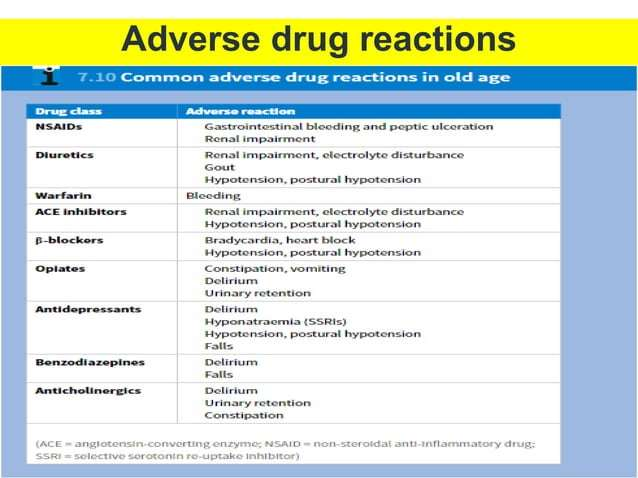 Adverse drug reactions
i 7.10 Common adverse drug reactions in old age
Drug class Adverse reaction
NSAIDs Gastrointestinal bleeding and peptic ulceration
Renal impairment
Diuretics Renal impairment, electrolyte disturbance
Gout
Hypotension, postural hypotension
Warfarin Bleeding
ACE inhibitors Renal impairment, electrolyte disturbance
Hypotension, postural hypotension
β-blockers Bradycardia, heart block
Hypotension, postural hypotension
Opiates Constipation, vomiting
Delirium
Urinary retention
Antidepressants Delirium
Hyponatraemia (SSRIs)
Hypotension, postural hypotension
Falls
Benzodiazepines Delirium
Falls
Anticholinergics Delirium
Urinary retention
Constipation
(ACE = angiotensin-converting enzyme; NSAID = non-steroidal anti-inflammatory drug;
SSRI = selective serotonin re-uptake inhibitor)